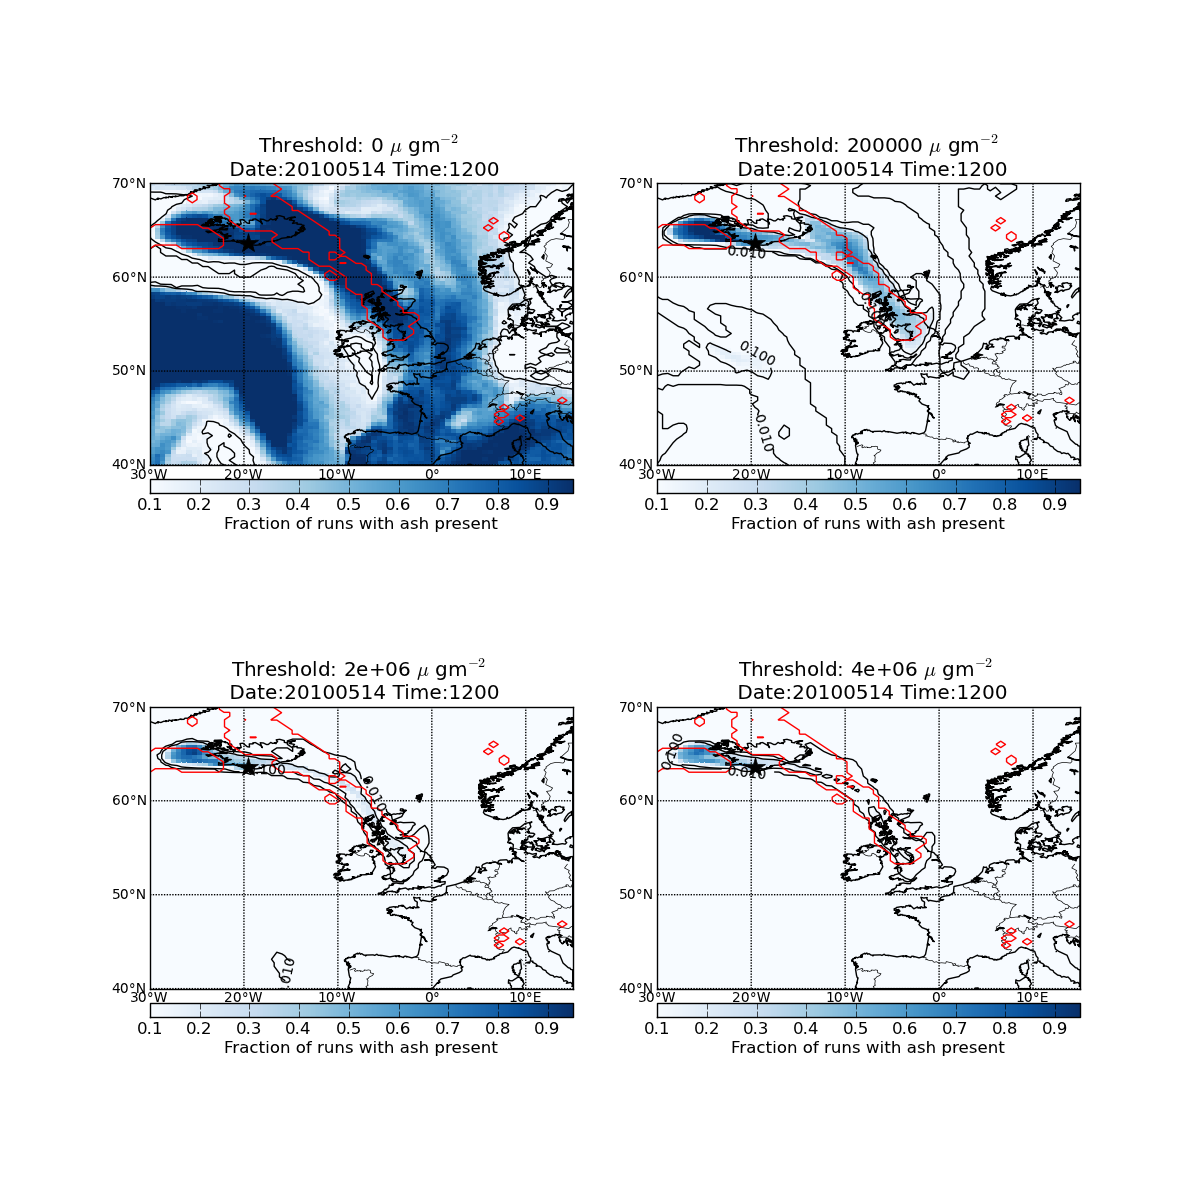 Threshold: 0 μ gm⁻²
Date:20100514 Time:1200
70°N
60°N
50°N
40°N
30°W 20°W 10°W 0° 10°E
0.1 0.2 0.3 0.4 0.5 0.6 0.7 0.8 0.9
Fraction of runs with ash present
Threshold: 200000 μ gm⁻²
Date:20100514 Time:1200
70°N
0.010
60°N
0.100
50°N
0.010
40°N
30°W 20°W 10°W 0° 10°E
0.1 0.2 0.3 0.4 0.5 0.6 0.7 0.8 0.9
Fraction of runs with ash present
Threshold: 2e+06 μ gm⁻²
Date:20100514 Time:1200
70°N
100
0.010
60°N
50°N
.010
40°N
30°W 20°W 10°W 0° 10°E
0.1 0.2 0.3 0.4 0.5 0.6 0.7 0.8 0.9
Fraction of runs with ash present
Threshold: 4e+06 μ gm⁻²
Date:20100514 Time:1200
70°N
0.100
0.010
60°N
50°N
40°N
30°W 20°W 10°W 0° 10°E
0.1 0.2 0.3 0.4 0.5 0.6 0.7 0.8 0.9
Fraction of runs with ash present